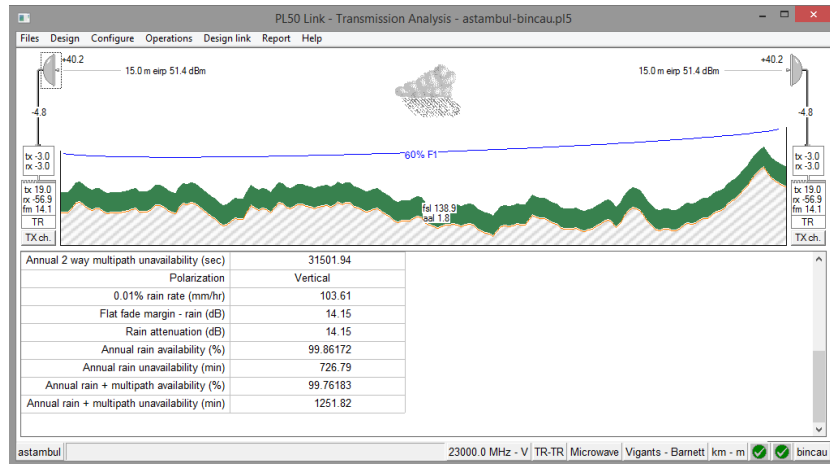 PL50 Link - Transmission Analysis - astambul-bincau.pl5
Files Design Configure Operations Design link Report Help
+40.2
15.0 m eirp 51.4 dBm
15.0 m eirp 51.4 dBm
+40.2
-4.8
-4.8
60% F1
tx -3.0
rx -3.0
tx -3.0
rx -3.0
tx 19.0
rx -56.9
fm 14.1
TR
TX ch.
fsl 138.9
aal 1.8
tx 19.0
rx -56.9
fm 14.1
TR
TX ch.
Annual 2 way multipath unavailability (sec) 31501.94
Polarization Vertical
0.01% rain rate (mm/hr) 103.61
Flat fade margin - rain (dB) 14.15
Rain attenuation (dB) 14.15
Annual rain availability (%) 99.86172
Annual rain unavailability (min) 726.79
Annual rain + multipath availability (%) 99.76183
Annual rain + multipath unavailability (min) 1251.82
astambul 23000.0 MHz - V TR-TR Microwave Vigants - Barnett km - m bincau